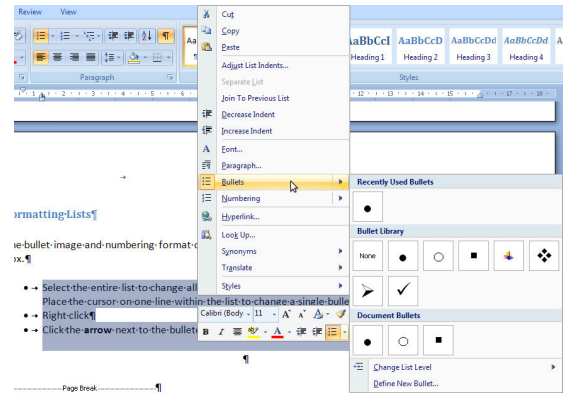 Review View
Cut
Copy
Paste
Adjust List Indents...
Separate List
Join To Previous List
Decrease Indent
Increase Indent
Font...
Paragraph...
Bullets
Numbering
Hyperlink...
Look Up...
Synonyms
Translate
Styles
Paragraph
AaBbCcI AaBbCcD AaBbCcDd AaBbCcDd
Heading 1 Heading 2 Heading 3 Heading 4
Styles
Recently Used Bullets
Bullet Library
None
Document Bullets
Change List Level
Define New Bullet...
ormatting·Lists¶
e·bullet·image·and·numbering·format·
ox.¶
Select·the·entire·list·to·change·all
Place·the·cursor·on·one·line·within·the·list·to·change·a·single·bulle
Right·click¶
Click·the·arrow·next·to·the·bullet
Calibri (Body 11 A A A
B I A
¶
Page Break ¶